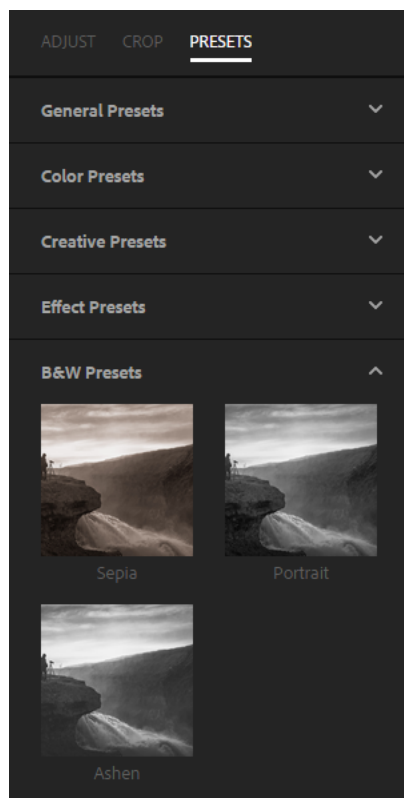 ADJUST CROP PRESETS
General Presets
Color Presets
Creative Presets
Effect Presets
B&W Presets
Sepia Portrait
Ashen